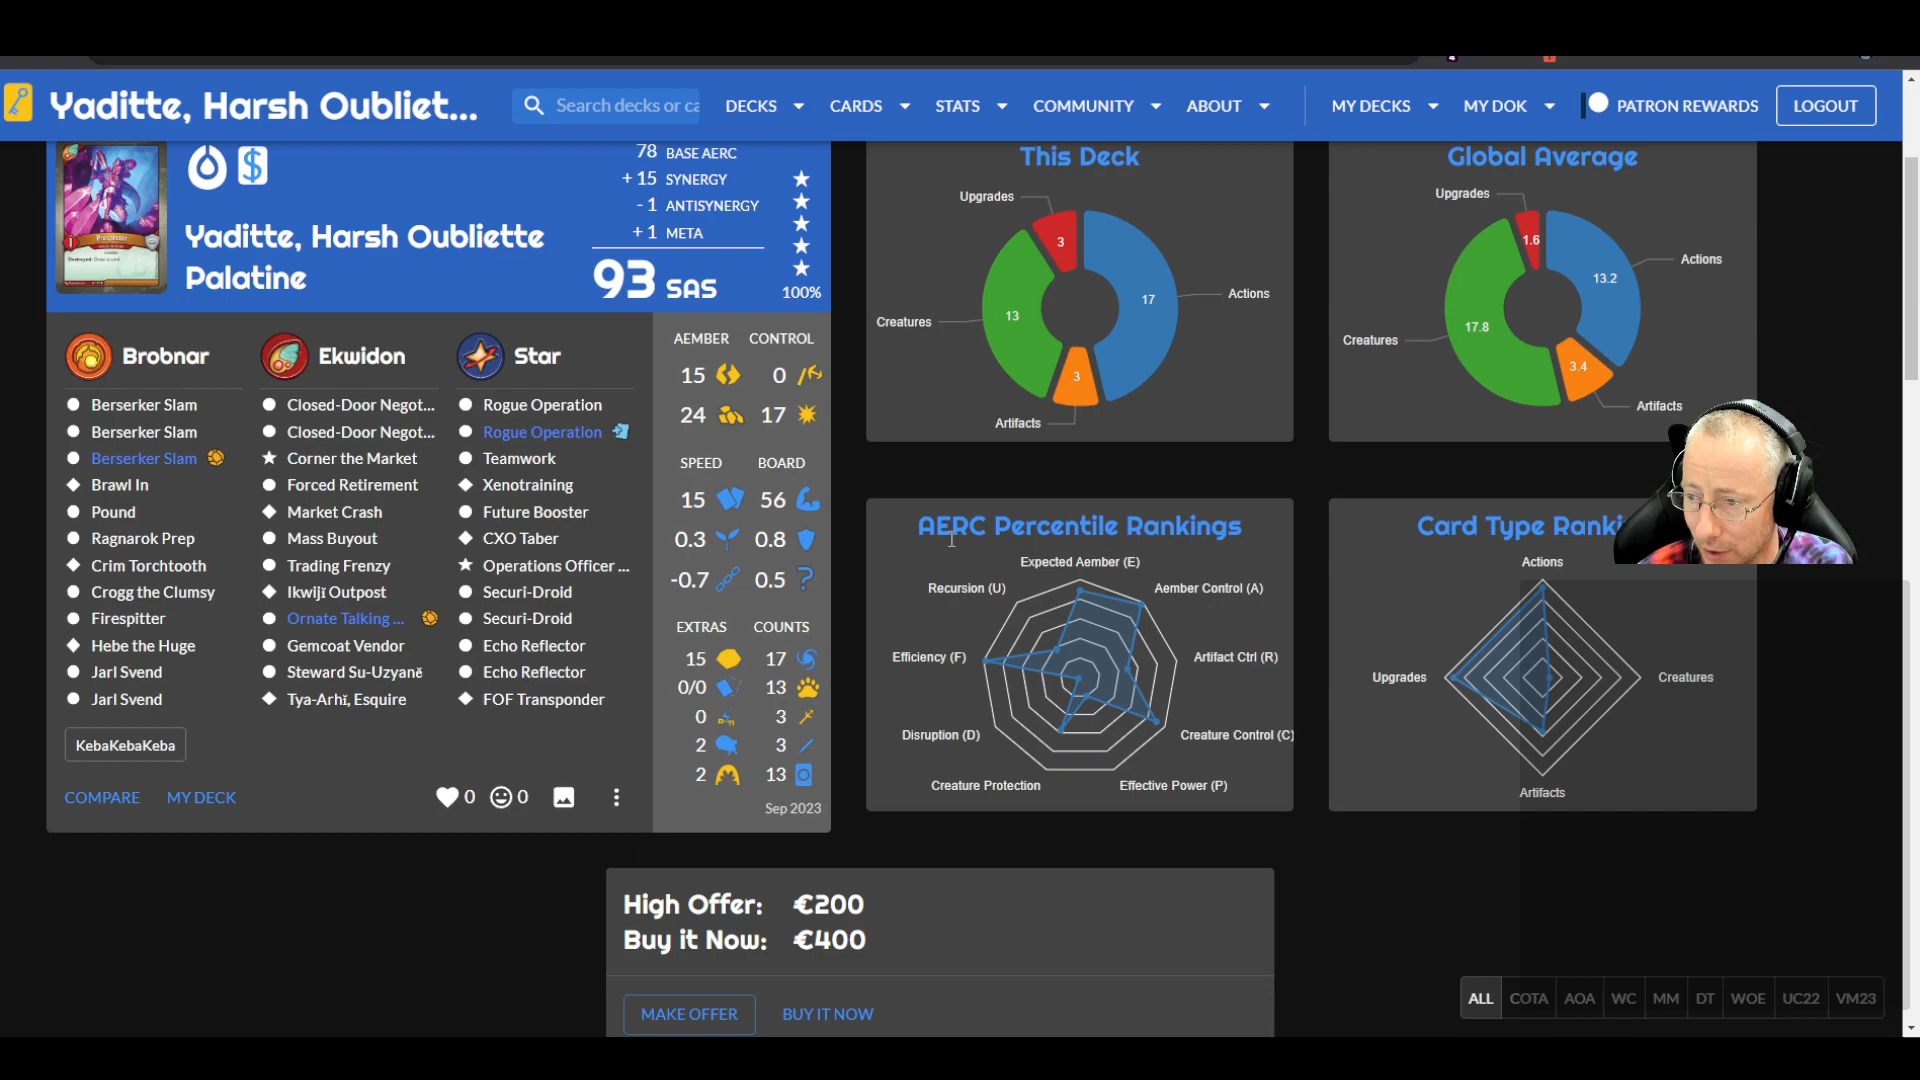 Yaditte, Harsh Oubliet...
Search decks or ca
DECKS
CARDS
STATS
COMMUNITY
ABOUT
MY DECKS
MY DOK
PATRON REWARDS
LOGOUT
Yaditte, Harsh Oubliette
Palatine
78 BASE AERC
+ 15 SYNERGY
- 1 ANTISYNERGY
+ 1 META
93 SAS
100%
Brobnar
Berserker Slam
Berserker Slam
Berserker Slam
Brawl In
Pound
Ragnarok Prep
Crim Torchtooth
Crogg the Clumsy
Firespitter
Hebe the Huge
Jarl Svend
Jarl Svend
Ekwidon
Closed-Door Negot...
Closed-Door Negot...
Corner the Market
Forced Retirement
Market Crash
Mass Buyout
Trading Frenzy
Ikwijĭ Outpost
Ornate Talking ...
Gemcoat Vendor
Steward Su-Uzyanĕ
Tya-Arhĭ, Esquire
Star
Rogue Operation
Rogue Operation
Teamwork
Xenotraining
Future Booster
CXO Taber
Operations Officer ...
Securi-Droid
Securi-Droid
Echo Reflector
Echo Reflector
FOF Transponder
AEMBER CONTROL
15 0
24 17
SPEED BOARD
15 56
0.3 0.8
-0.7 0.5
EXTRAS COUNTS
15 17
0/0 13
0 3
2 3
2 13
Sep 2023
KebaKebaKeba
COMPARE
MY DECK
0
0
This Deck
Upgrades
3
17
Actions
Creatures
13
3
Artifacts
Global Average
Upgrades
1.6
Actions
13.2
17.8
Creatures
3.4
Artifacts
AERC Percentile Rankings
Expected Aember (E)
Recursion (U)
Aember Control (A)
Efficiency (F)
Artifact Ctrl (R)
Disruption (D)
Creature Control (C)
Creature Protection
Effective Power (P)
Card Type Ranki
Actions
Upgrades
Creatures
Artifacts
High Offer: €200
Buy it Now: €400
MAKE OFFER
BUY IT NOW
ALL
COTA
AOA
WC
MM
DT
WOE
UC22
VM23